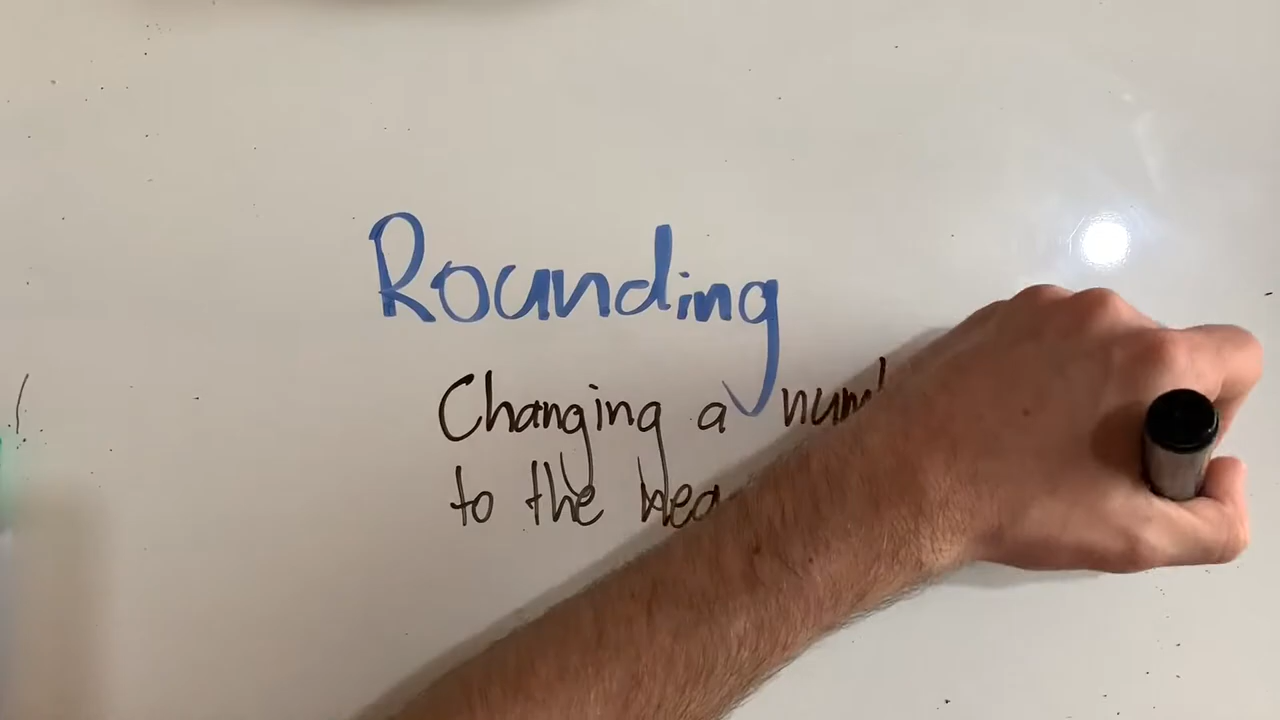 Rounding
Changing a
to the